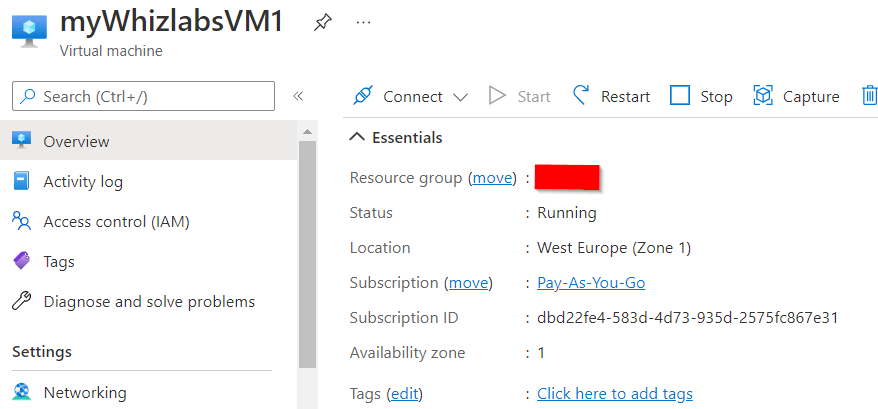 myWhizlabsVM1
Virtual machine
Search (Ctrl+/)
Overview
Activity log
Access control (IAM)
Tags
Diagnose and solve problems
Settings
Networking
Connect Start Restart Stop Capture
Essentials
Resource group (move) :
Status : Running
Location : West Europe (Zone 1)
Subscription (move) : Pay-As-You-Go
Subscription ID : dbd22fe4-583d-4d73-935d-2575fc867e31
Availability zone : 1
Tags (edit) : Click here to add tags